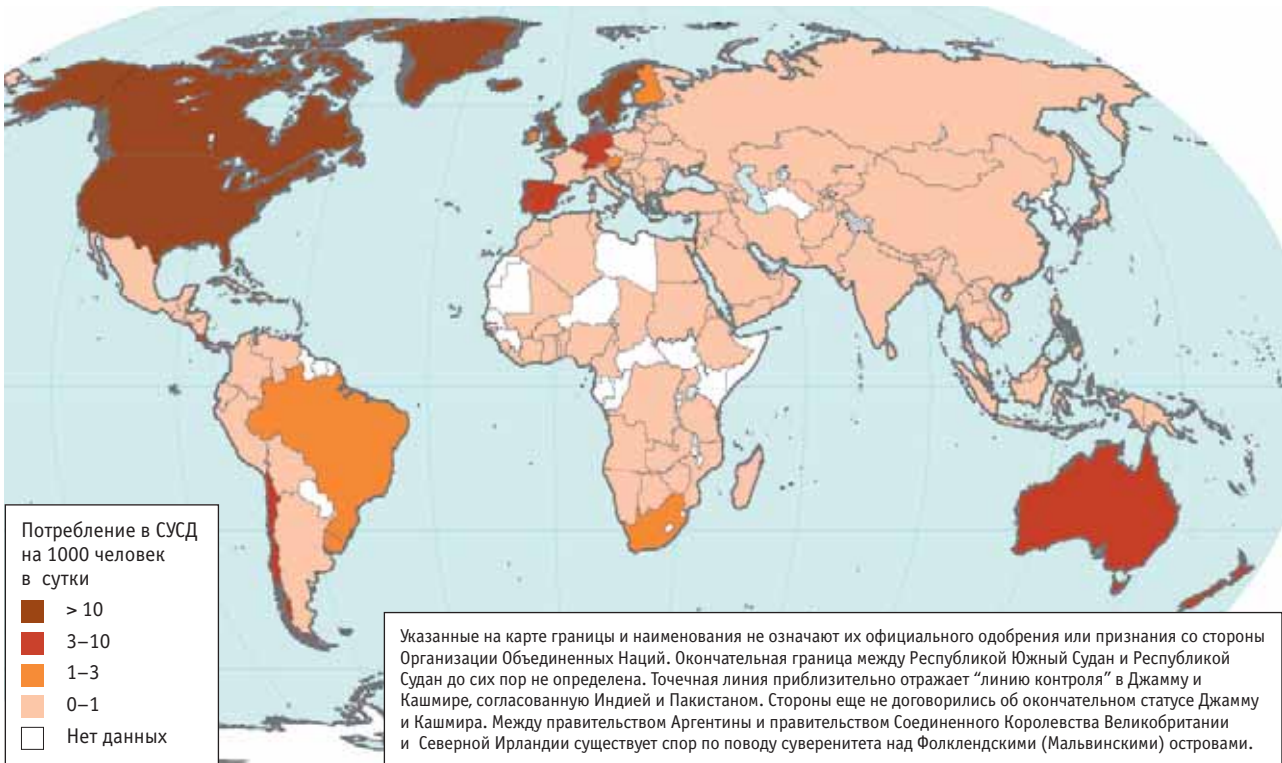 Потребление в СУСД
на 1000 человек
в сутки
> 10
3–10
1–3
0–1
Нет данных
Указанные на карте границы и наименования не означают их официального одобрения или признания со стороны
Организации Объединенных Наций. Окончательная граница между Республикой Южный Судан и Республикой
Судан до сих пор не определена. Точечная линия приблизительно отражает “линию контроля” в Джамму и
Кашмире, согласованную Индией и Пакистаном. Стороны еще не договорились об окончательном статусе Джамму
и Кашмира. Между правительством Аргентины и правительством Соединенного Королевства Великобритании
и Северной Ирландии существует спор по поводу суверенитета над Фолклендскими (Мальвинскими) островами.